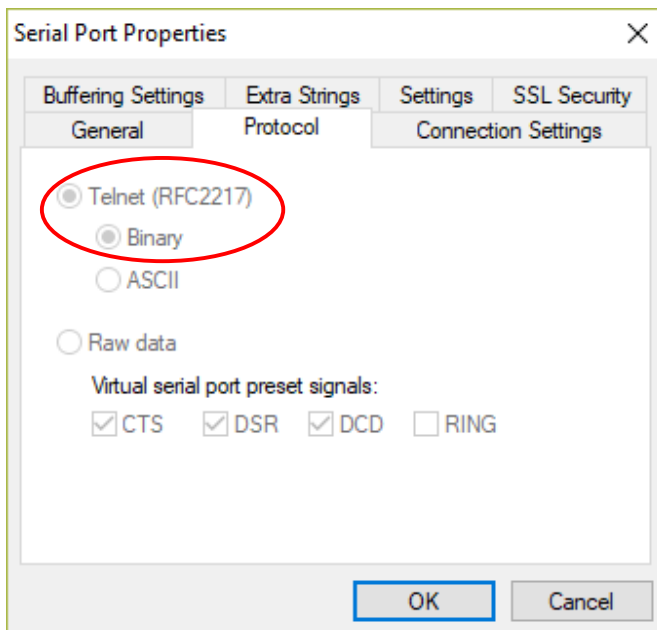 Serial Port Properties
Buffering Settings Extra Strings Settings SSL Security
General Protocol Connection Settings
Telnet (RFC2217)
Binary
ASCII
Raw data
Virtual serial port preset signals:
CTS DSR DCD RING
OK Cancel